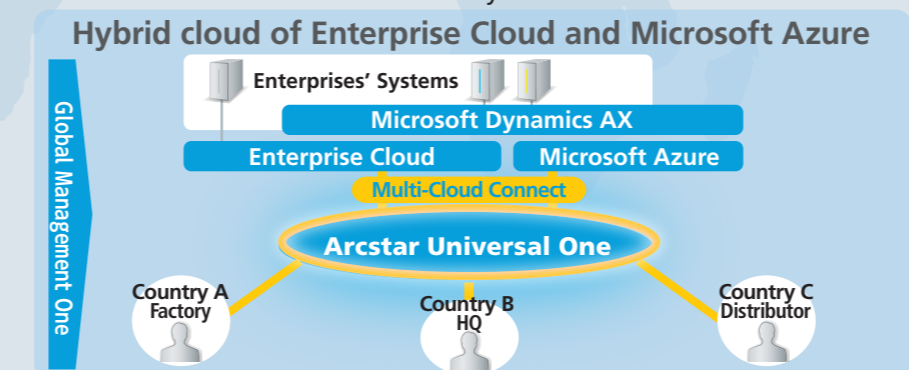 Hybrid cloud of Enterprise Cloud and Microsoft Azure
Global Management One
Enterprises' Systems
Microsoft Dynamics AX
Enterprise Cloud
Microsoft Azure
Multi-Cloud Connect
Arcstar Universal One
Country A
Factory
Country B
HQ
Country C
Distributor